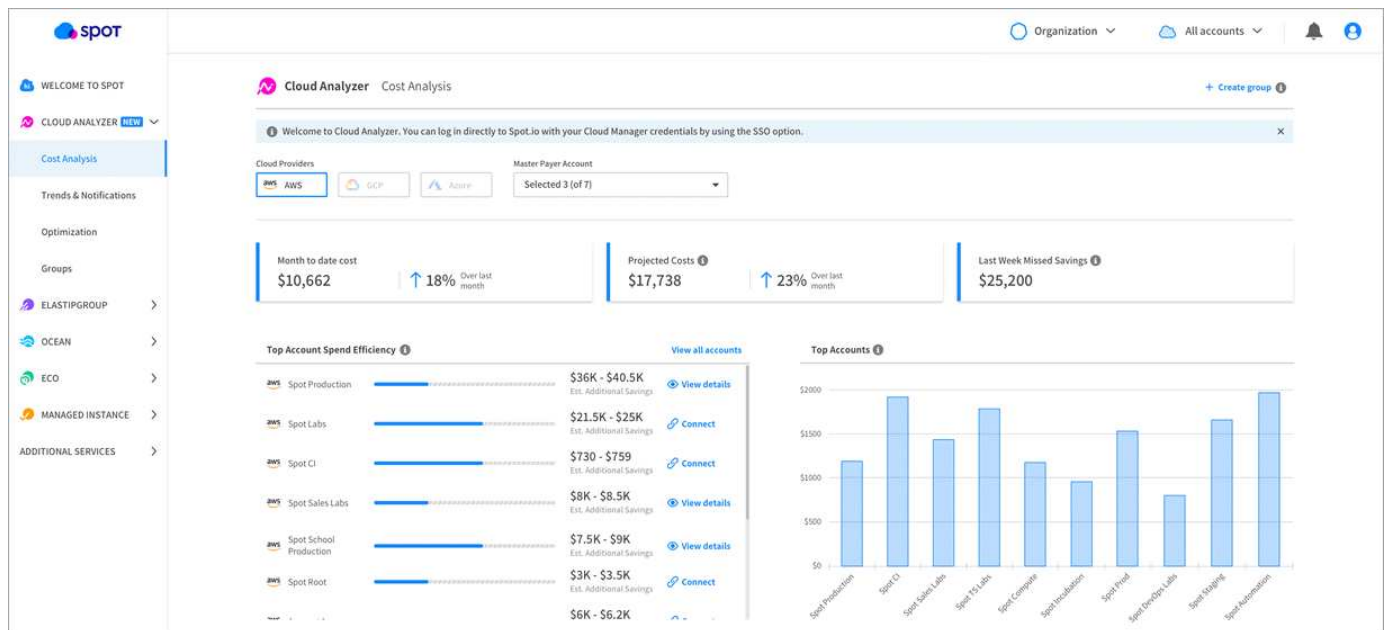 spot
Organization
All accounts
hi
WELCOME TO SPOT
CLOUD ANALYZER NEW
Cost Analysis
Trends & Notifications
Optimization
Groups
ELASTIPGROUP
OCEAN
ECO
MANAGED INSTANCE
ADDITIONAL SERVICES
Cloud Analyzer Cost Analysis
+ Create group
Welcome to Cloud Analyzer. You can log in directly to Spot.io with your Cloud Manager credentials by using the SSO option.
Cloud Providers
Master Payer Account
aws AWS
GCP
Azure
Selected 3 (of 7)
Month to date cost
$10,662
18% Over last
month
Projected Costs
$17,738
23% Over last
month
Last Week Missed Savings
$25,200
Top Account Spend Efficiency
View all accounts
aws Spot Production
$36K - $40.5K
Est. Additional Savings
View details
aws Spot Labs
$21.5K - $25K
Est. Additional Savings
Connect
aws Spot CI
$730 - $759
Est. Additional Savings
Connect
aws Spot Sales Labs
$8K - $8.5K
Est. Additional Savings
View details
aws Spot School
Production
$7.5K - $9K
Est. Additional Savings
View details
aws Spot Root
$3K - $3.5K
Est. Additional Savings
Connect
$6K - $6.2K
Top Accounts
$2000
$1500
$1000
$500
$0
Spot Production
Spot CI
Spot Sales Labs
Spot TS Labs
Spot Compute
Spot Incubation
Spot Prod
Spot DevOps Labs
Spot Staging
Spot Automation